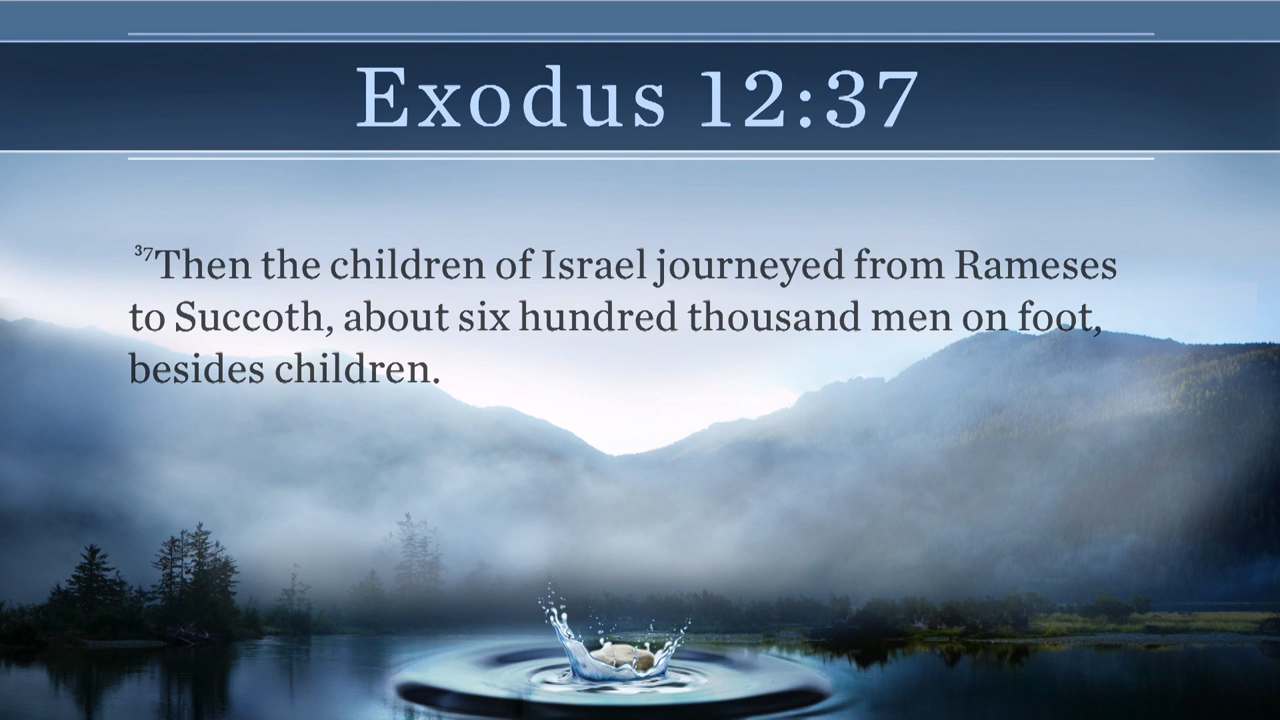 Exodus 12:37
³⁷Then the children of Israel journeyed from Rameses
to Succoth, about six hundred thousand men on foot,
besides children.